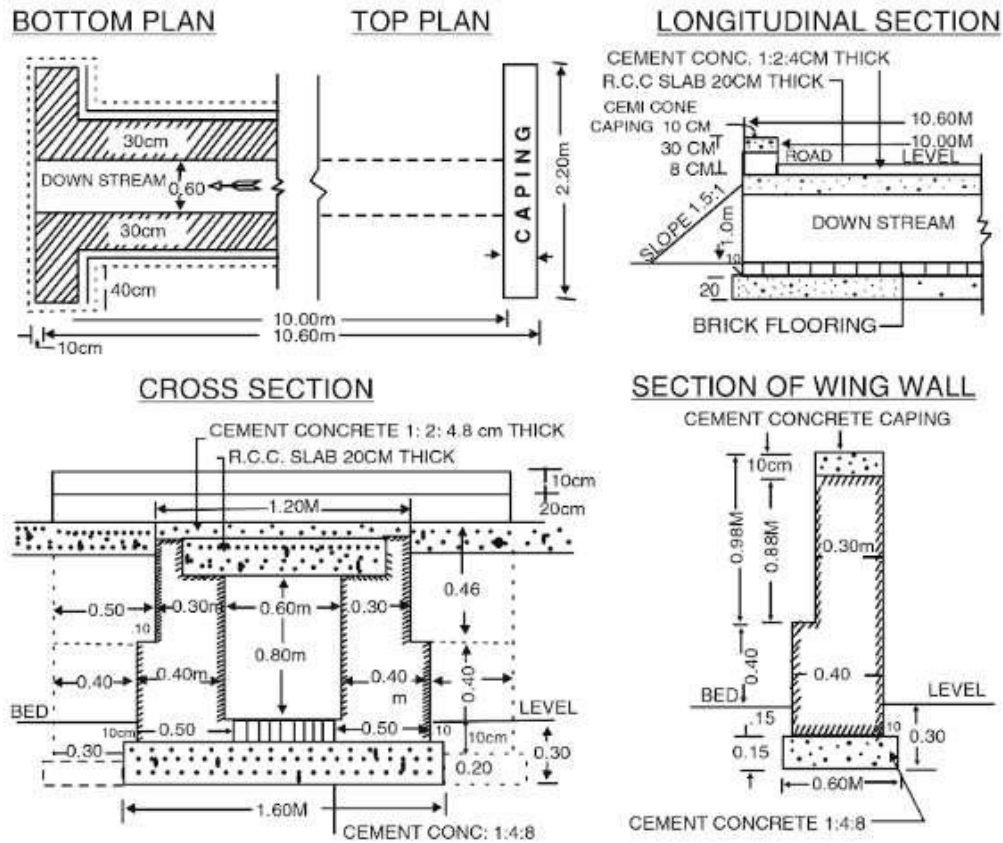 BOTTOM PLAN
TOP PLAN
30cm
DOWN STREAM
0.60
30cm
40cm
CAPING
2.20m
10.00m
10.60m
10cm
LONGITUDINAL SECTION
CEMENT CONC. 1:2:4CM THICK
R.C.C SLAB 20CM THICK
CEMI CONE
CAPING 10 CM
10.60M
30 CM
10.00M
8 CM
ROAD
LEVEL
SLOPE 1.5:1
1.0m
DOWN STREAM
10
20
BRICK FLOORING
CROSS SECTION
CEMENT CONCRETE 1: 2: 4.8 cm THICK
R.C.C. SLAB 20CM THICK
10cm
1.20M
20cm
0.46
0.50
0.30m
0.60m
0.30
.10
0.80m
0.40
0.40m
0.40
m
0.40
BED
LEVEL
10cm
0.50
0.50
10
10cm
0.30
0.30
0.20
1.60M
CEMENT CONC: 1:4:8
SECTION OF WING WALL
CEMENT CONCRETE CAPING
10cm
0.98M
0.88M
0.30m
0.40
0.40
BED
LEVEL
.15
10
0.15
0.30
0.60M
CEMENT CONCRETE 1:4:8